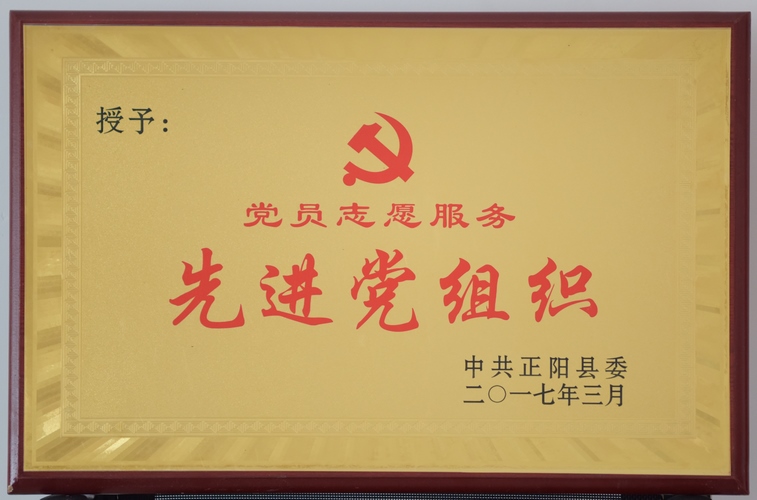 授予：
党员志愿服务
先进党组织
中共正阳县委
二〇一七年三月